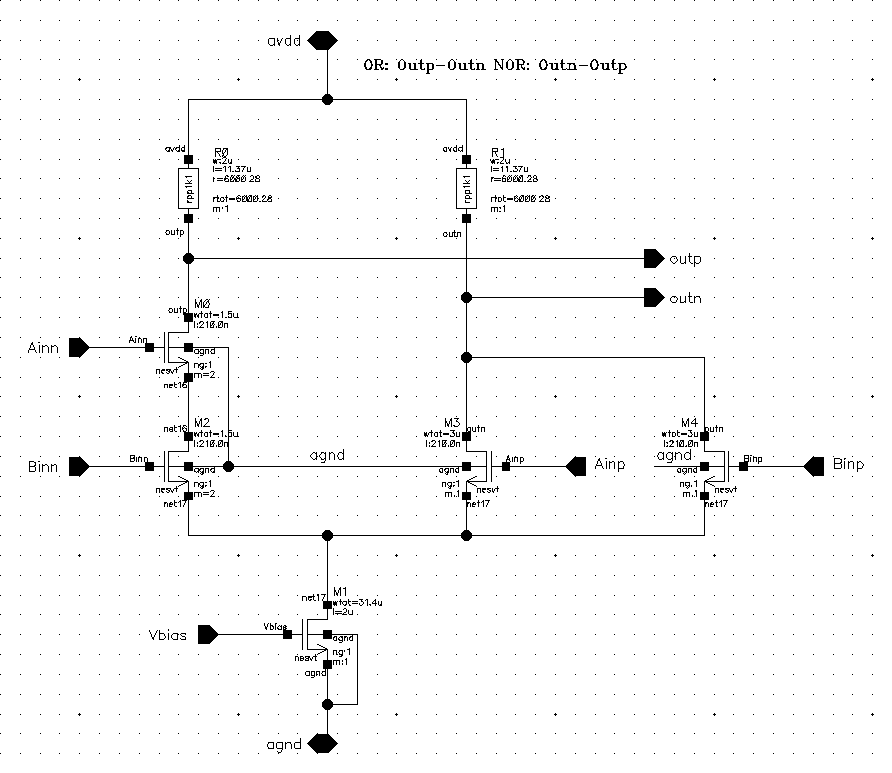 avdd
OR: Outp-Outn NOR: Outn-Outp
avdd
R0
w:2u
l=11.37u
r=6000.28
rpp1k1
rtot=6000.28
m:1
outp
avdd
R1
w:2u
l=11.37u
r=6000.28
rpp1k1
rtot=6000.28
m:1
outn
outp
outn
M0
outp
wtot=1.5u
l:210.0n
Ainn
Ainn
agnd
nesvt
ng:1
m=2
net16
M2
net16
wtot=1.5u
l:210.0n
Binn
Binn
agnd
nesvt
ng:1
m=2
net17
agnd
M3
outn
wtot=3u
l:210.0n
Ainp
Ainp
agnd
ng:1
nesvt
m:1
net17
M4
outn
wtot=3u
l:210.0n
agnd
Binp
Binp
agnd
ng:1
nesvt
m:1
net17
M1
net17
wtot=31.4u
l=2u
Vbias
Vbias
agnd
nesvt
ng:1
m:1
agnd
agnd